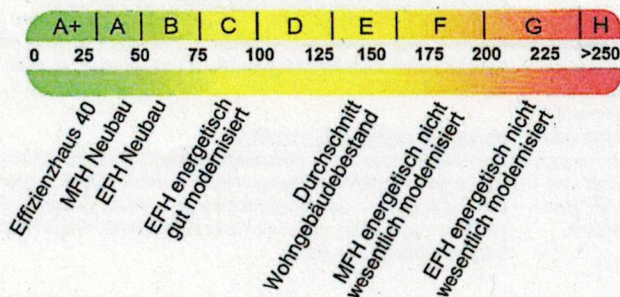 A+ A B C D E F G H
0 25 50 75 100 125 150 175 200 225 >250
Effizienzhaus 40
MFH Neubau
EFH Neubau
EFH energetisch
gut modernisiert
Durchschnitt
Wohngebäudebestand
MFH energetisch nicht
wesentlich modernisiert
EFH energetisch nicht
wesentlich modernisiert